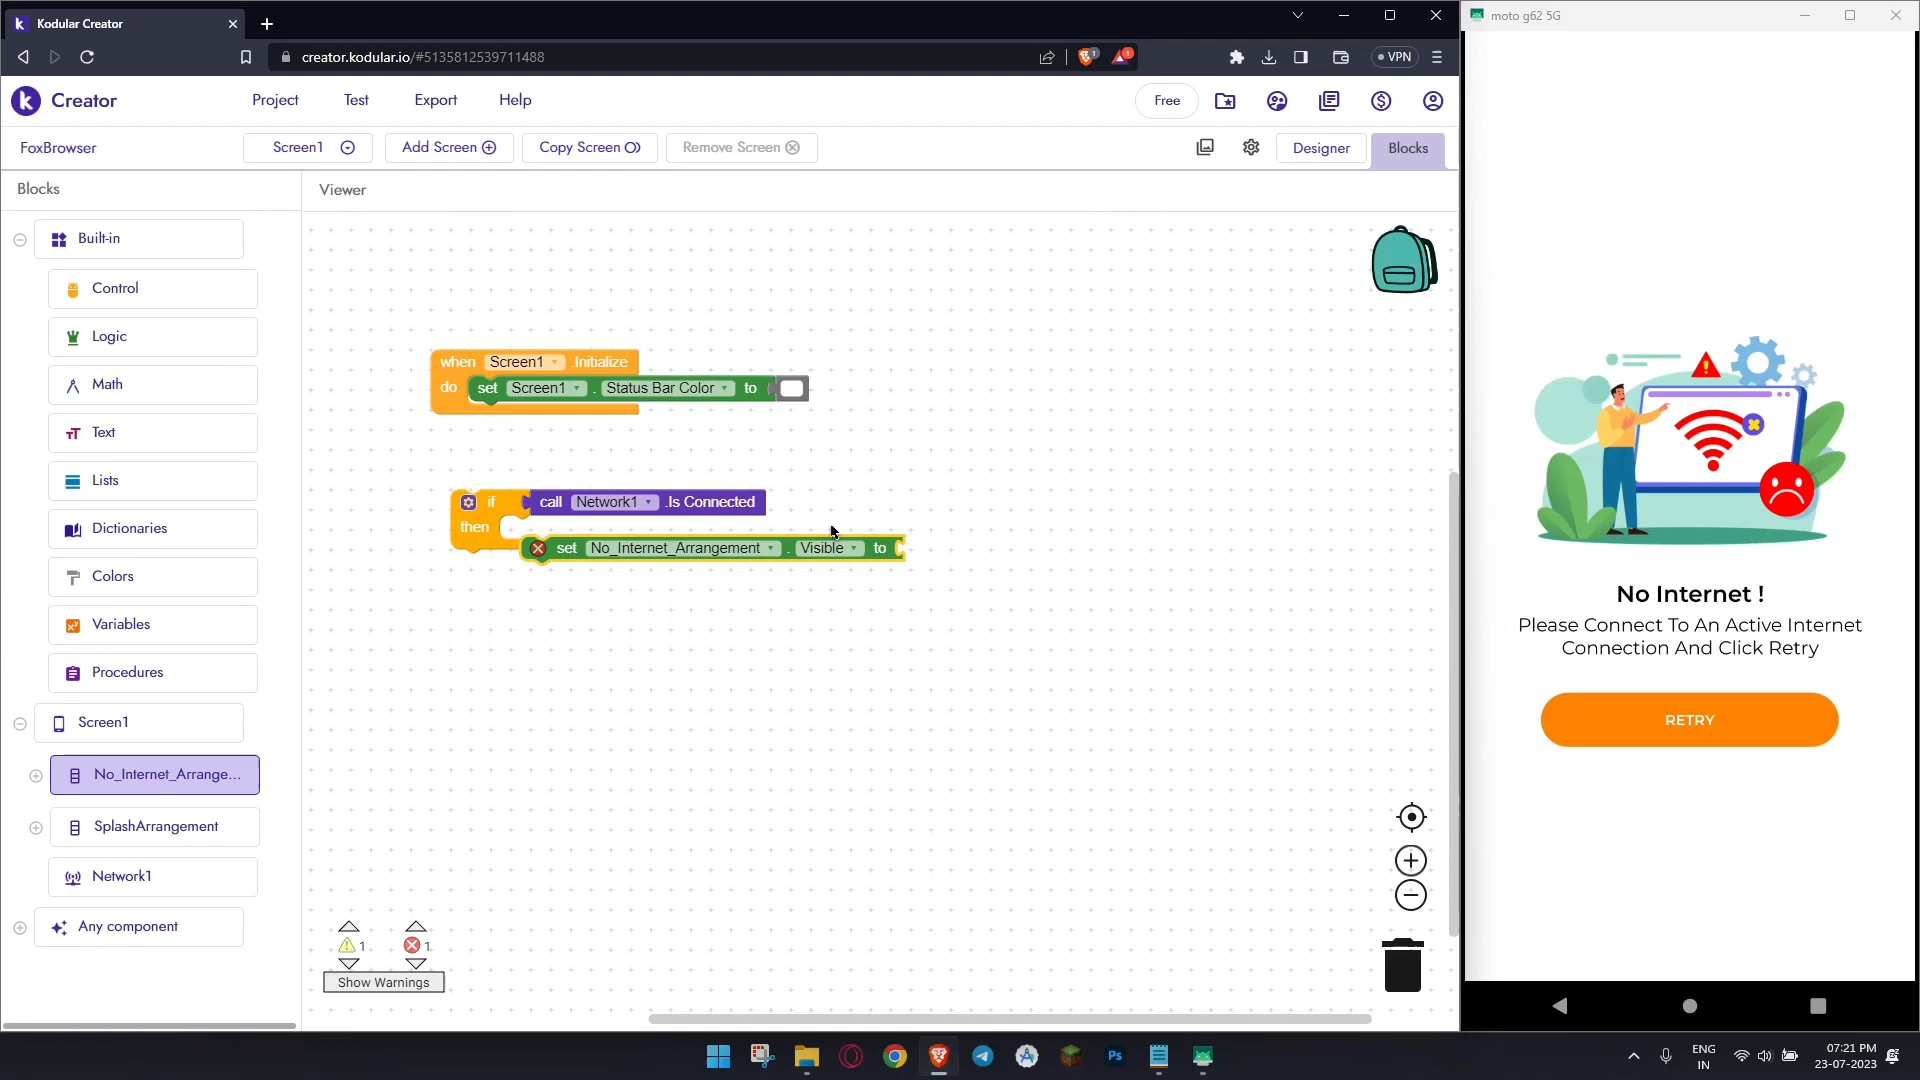 Kodular Creator
moto g62 5G
creator.kodular.io/#5135812539711488
1
1
VPN
Creator
Project
Test
Export
Help
Free
FoxBrowser
Screen1
Add Screen
Copy Screen
Remove Screen
Designer
Blocks
Blocks
Viewer
Built-in
Control
Logic
Math
Text
Lists
Dictionaries
Colors
Variables
Procedures
Screen1
No_Internet_Arrange...
SplashArrangement
Network1
Any component
when Screen1 .Initialize
do set Screen1 . Status Bar Color to
if call Network1 .Is Connected
then
set No_Internet_Arrangement . Visible to
1
1
Show Warnings
No Internet !
Please Connect To An Active Internet
Connection And Click Retry
RETRY
Ps
ENG
IN
07:21 PM
23-07-2023